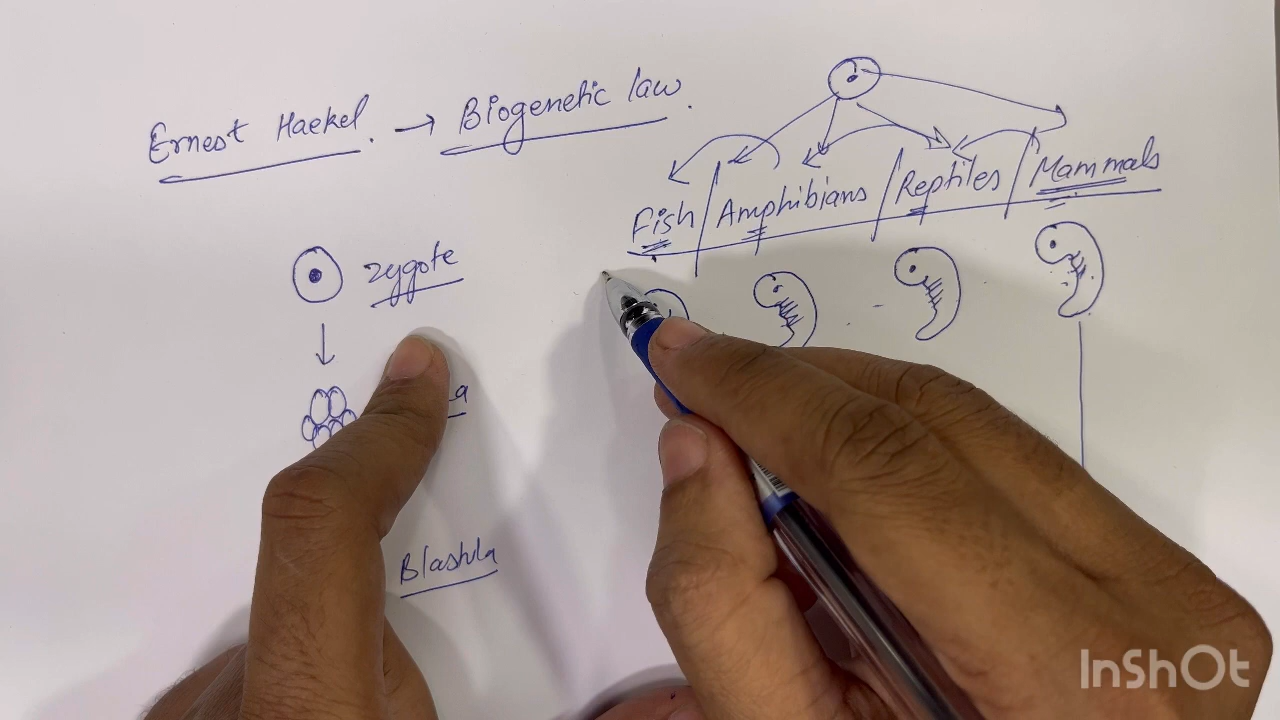 Ernest Haekel. → Biogenetic law.
Fish / Amphibians / Reptiles / Mammals
zygote
Blastula
InShOt